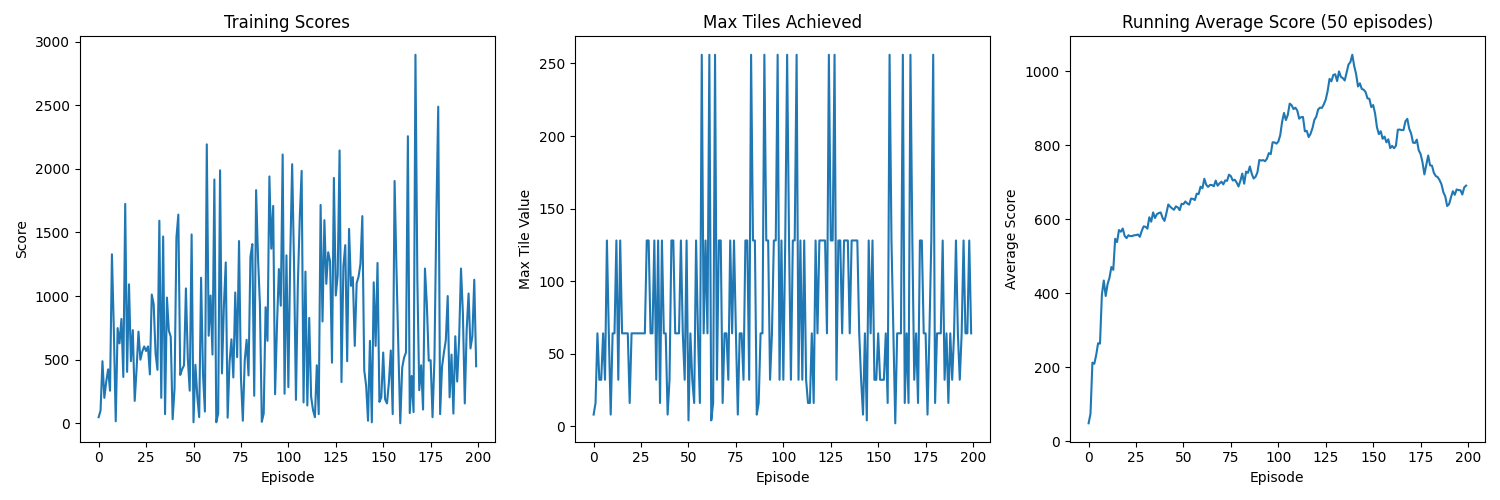 Training Scores
Score
3000
2500
2000
1500
1000
500
0
0 25 50 75 100 125 150 175 200
Episode
Max Tiles Achieved
Max Tile Value
250
200
150
100
50
0
0 25 50 75 100 125 150 175 200
Episode
Running Average Score (50 episodes)
Average Score
1000
800
600
400
200
0
0 25 50 75 100 125 150 175 200
Episode